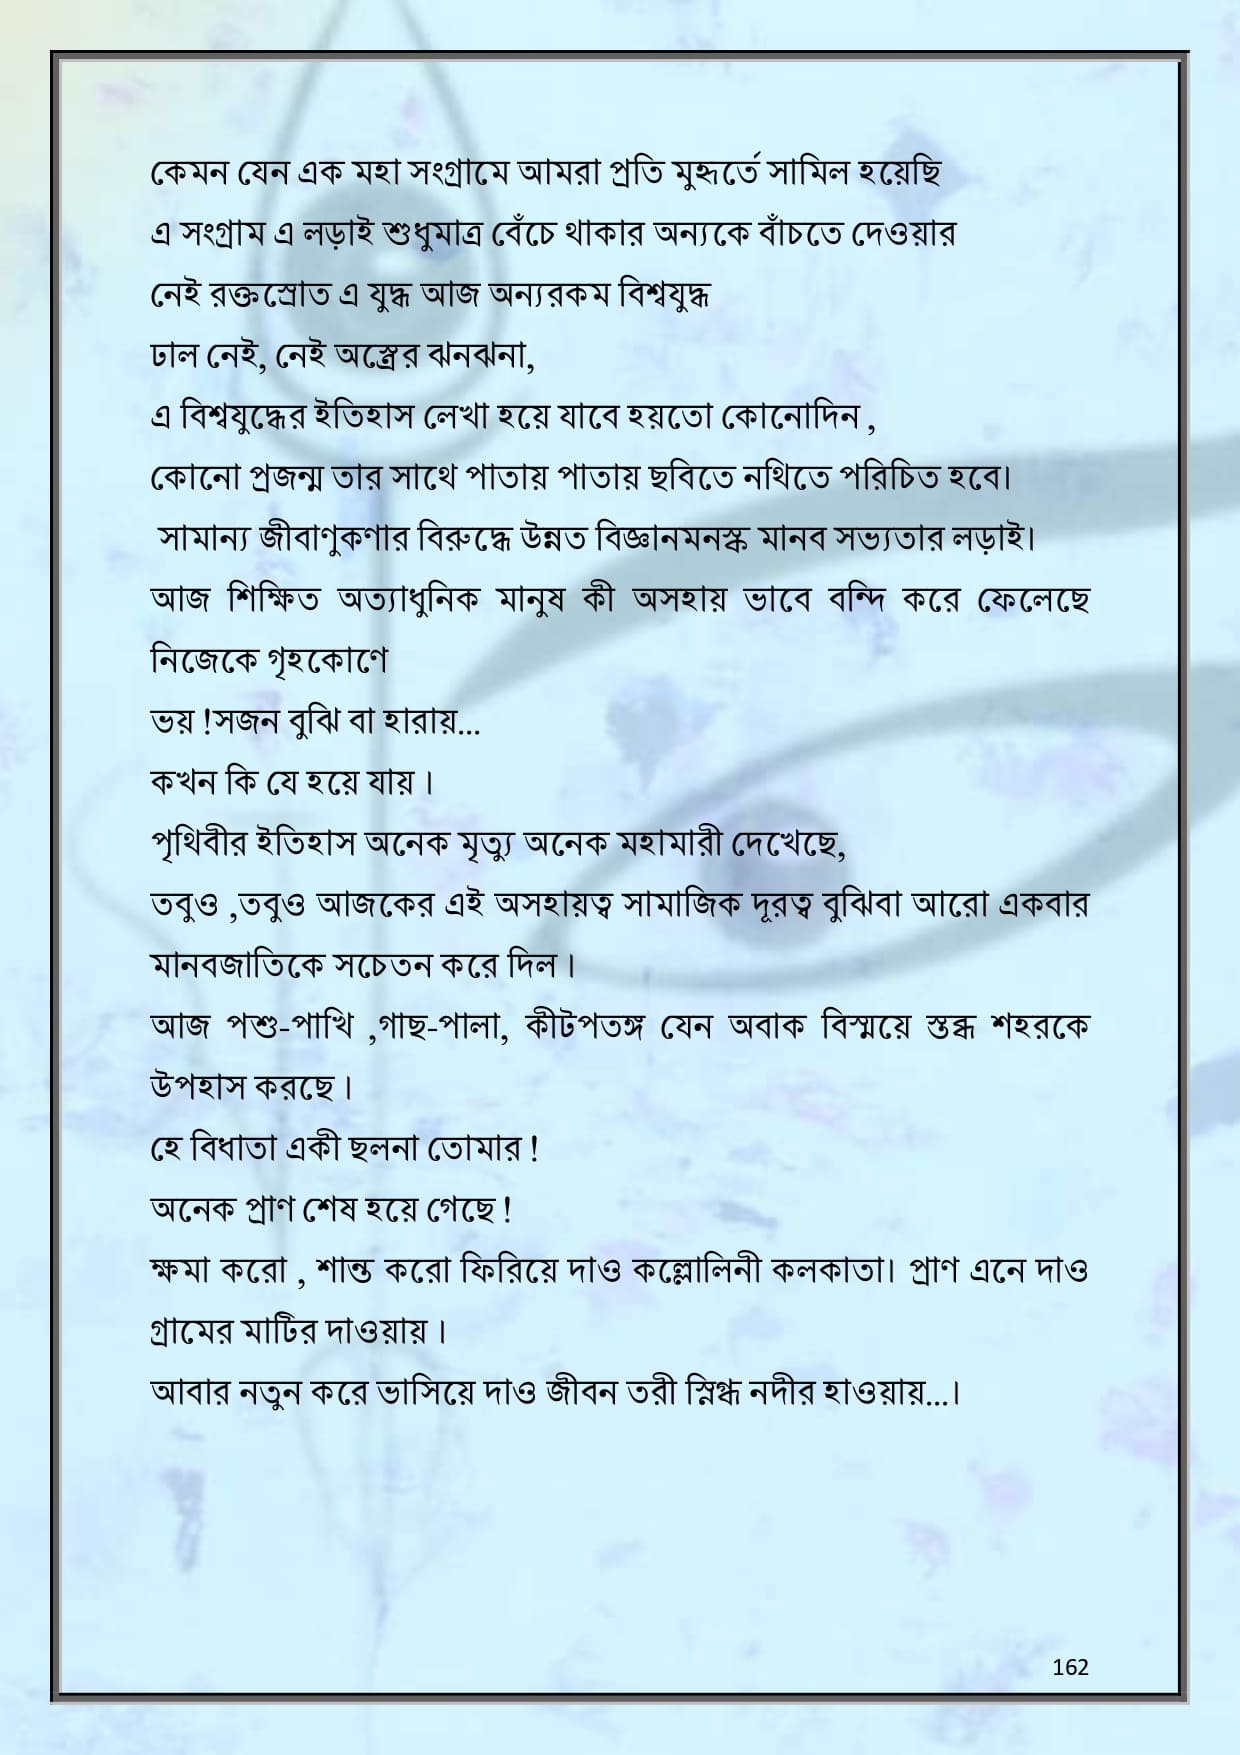 কেমন যেন এক মহা সংগ্রামে আমরা প্রতি মুহূর্তে সামিল হয়েছি
এ সংগ্রাম এ লড়াই শুধুমাত্র বেঁচে থাকার অন্যকে বাঁচতে দেওয়ার
নেই রক্তস্রোত এ যুদ্ধ আজ অন্যরকম বিশ্বযুদ্ধ
ঢাল নেই, নেই অস্ত্রের ঝনঝনা,
এ বিশ্বযুদ্ধের ইতিহাস লেখা হয়ে যাবে হয়তো কোনোদিন ,
কোনো প্রজন্ম তার সাথে পাতায় পাতায় ছবিতে নথিতে পরিচিত হবে।
সামান্য জীবাণুকণার বিরুদ্ধে উন্নত বিজ্ঞানমনস্ক মানব সভ্যতার লড়াই।
আজ শিক্ষিত অত্যাধুনিক মানুষ কী অসহায় ভাবে বন্দি করে ফেলেছে
নিজেকে গৃহকোণে
ভয় !সজন বুঝি বা হারায়...
কখন কি যে হয়ে যায় ।
পৃথিবীর ইতিহাস অনেক মৃত্যু অনেক মহামারী দেখেছে,
তবুও ,তবুও আজকের এই অসহায়ত্ব সামাজিক দূরত্ব বুঝিবা আরো একবার
মানবজাতিকে সচেতন করে দিল ।
আজ পশু-পাখি ,গাছ-পালা, কীটপতঙ্গ যেন অবাক বিস্ময়ে স্তব্ধ শহরকে
উপহাস করছে ।
হে বিধাতা একী ছলনা তোমার !
অনেক প্রাণ শেষ হয়ে গেছে !
ক্ষমা করো , শান্ত করো ফিরিয়ে দাও কল্লোলিনী কলকাতা। প্রাণ এনে দাও
গ্রামের মাটির দাওয়ায় ।
আবার নতুন করে ভাসিয়ে দাও জীবন তরী স্নিগ্ধ নদীর হাওয়ায়...।
162